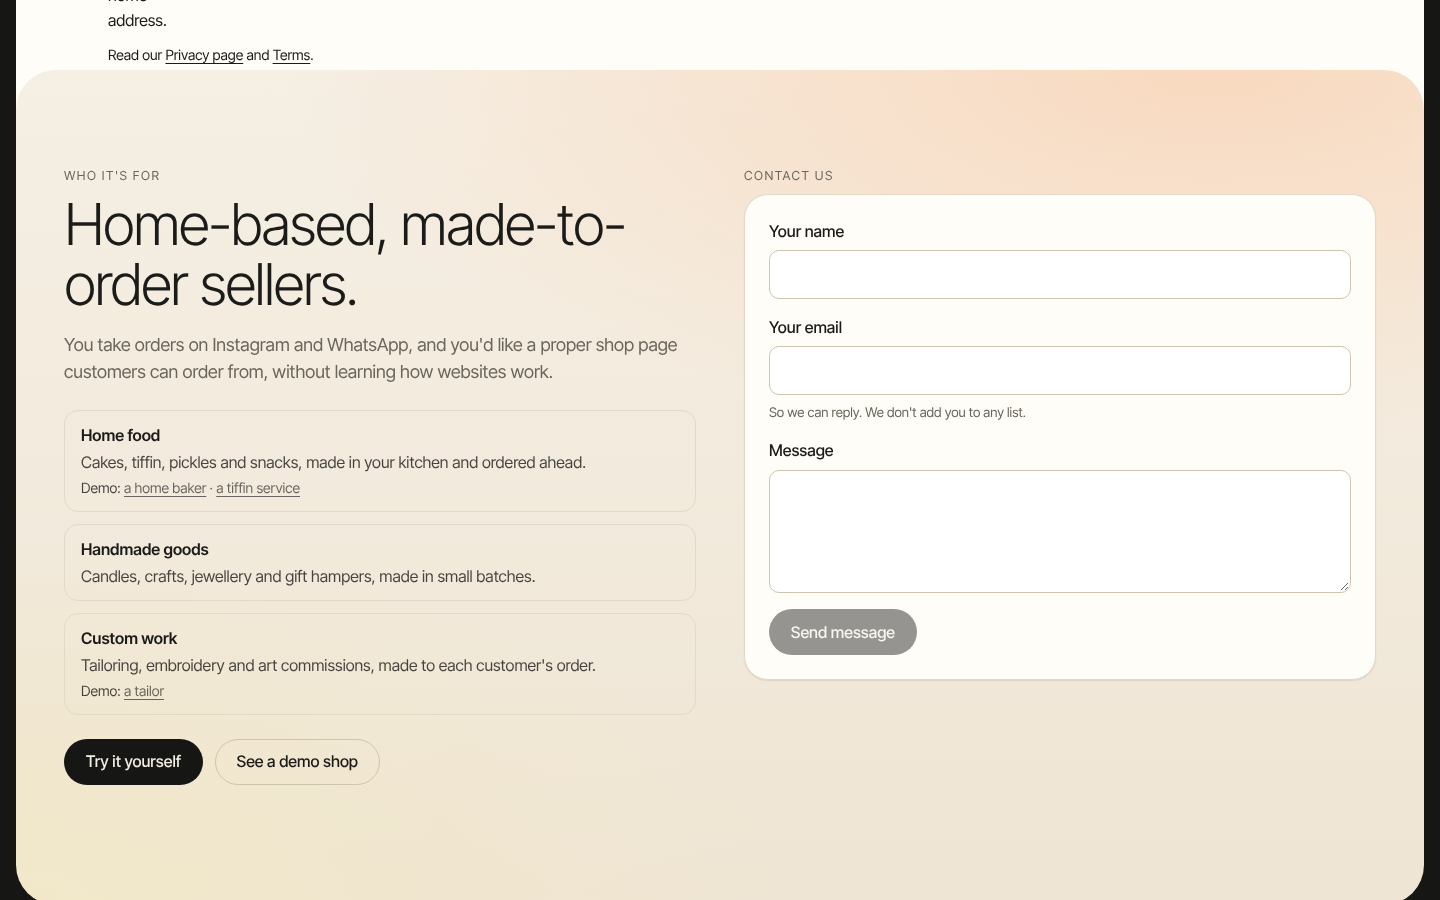 address.
Read our Privacy page and Terms.
WHO IT'S FOR
Home-based, made-to-
order sellers.
You take orders on Instagram and WhatsApp, and you'd like a proper shop page
customers can order from, without learning how websites work.
Home food
Cakes, tiffin, pickles and snacks, made in your kitchen and ordered ahead.
Demo: a home baker · a tiffin service
Handmade goods
Candles, crafts, jewellery and gift hampers, made in small batches.
Custom work
Tailoring, embroidery and art commissions, made to each customer's order.
Demo: a tailor
Try it yourself
See a demo shop
CONTACT US
Your name
Your email
So we can reply. We don't add you to any list.
Message
Send message